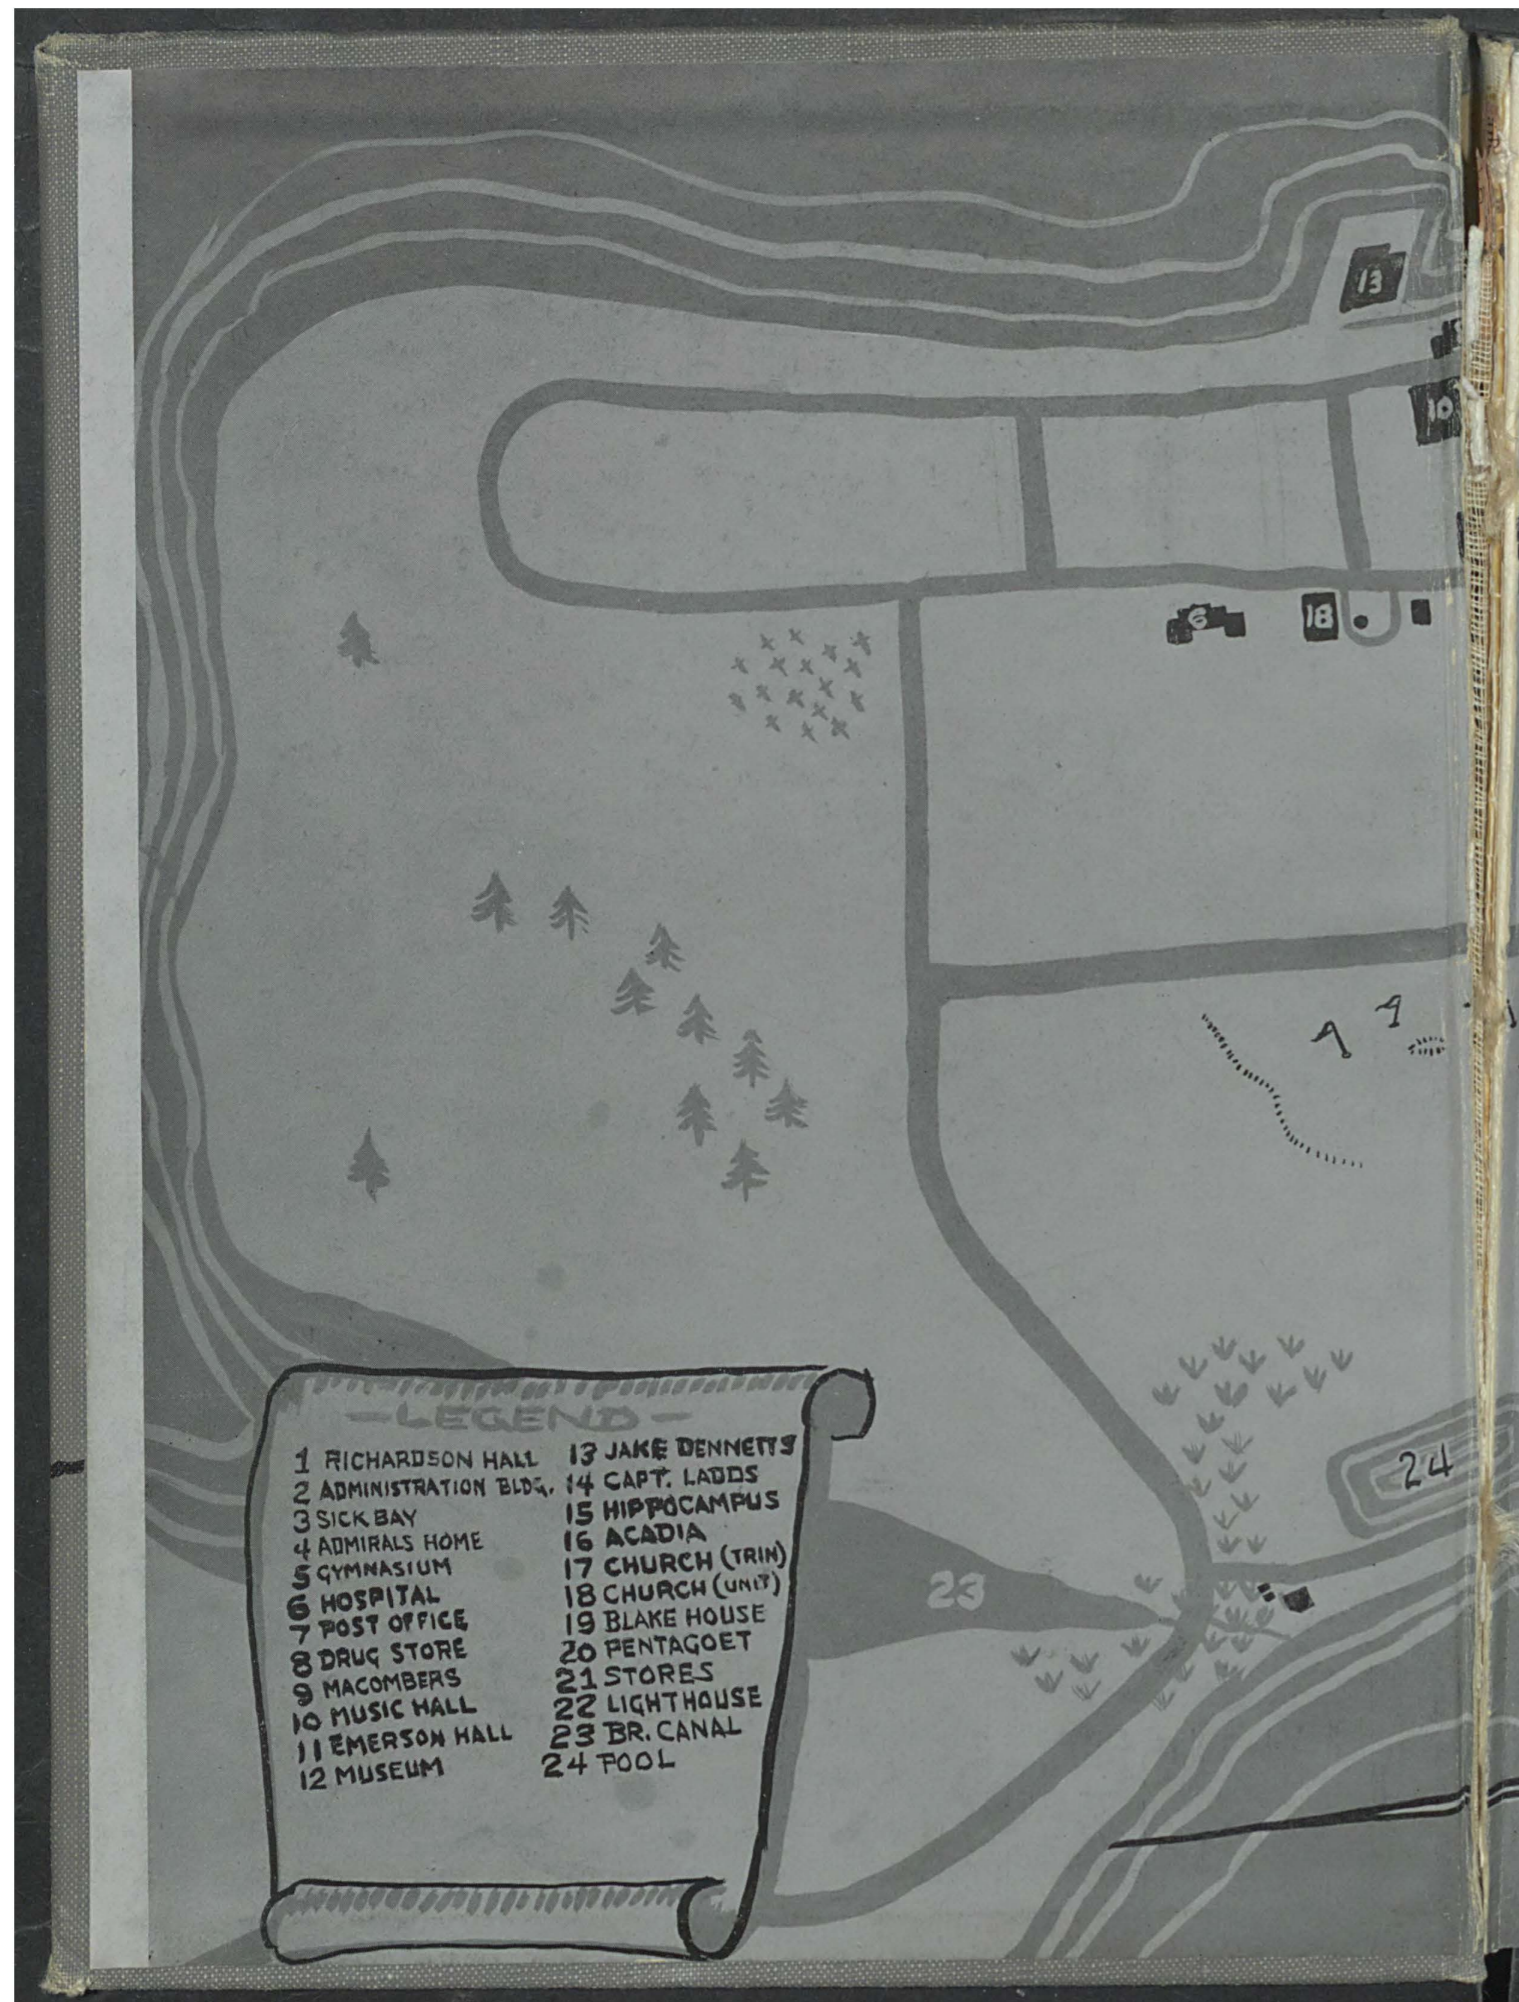 13
10
6
18
24
23
—LEGEND—
1 RICHARDSON HALL
2 ADMINISTRATION BLDG.
3 SICK BAY
4 ADMIRALS HOME
5 GYMNASIUM
6 HOSPITAL
7 POST OFFICE
8 DRUG STORE
9 MACOMBERS
10 MUSIC HALL
11 EMERSON HALL
12 MUSEUM
13 JAKE DENNETTS
14 CAPT. LADDS
15 HIPPOCAMPUS
16 ACADIA
17 CHURCH (TRIN)
18 CHURCH (UNIT)
19 BLAKE HOUSE
20 PENTAGOET
21 STORES
22 LIGHTHOUSE
23 BR. CANAL
24 POOL